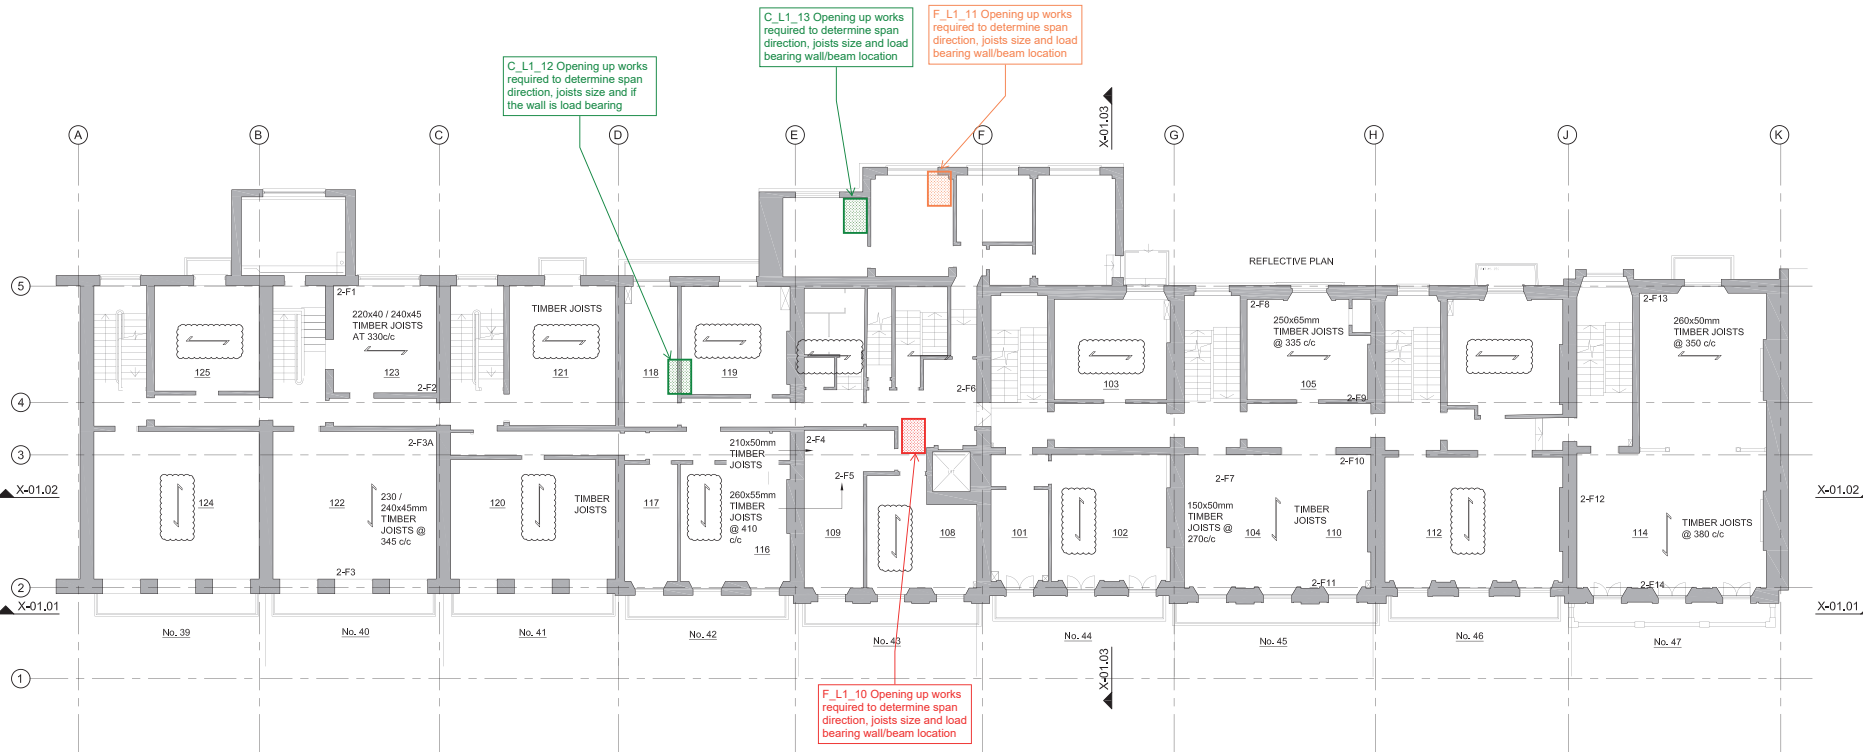 C_L1_13 Opening up works
required to determine span
direction, joists size and load
bearing wall/beam location
F_L1_11 Opening up works
required to determine span
direction, joists size and load
bearing wall/beam location
C_L1_12 Opening up works
required to determine span
direction, joists size and if
the wall is load bearing
X-01.03
A
B
C
D
E
F
G
H
J
K
REFLECTIVE PLAN
5
2-F1
220x40 / 240x45
TIMBER JOISTS
AT 330c/c
TIMBER JOISTS
2-F8
250x65mm
TIMBER JOISTS
@ 335 c/c
2-F13
260x50mm
TIMBER JOISTS
@ 350 c/c
125
123
121
118
119
103
105
2-F2
2-F6
2-F9
4
2-F3A
210x50mm
TIMBER
JOISTS
2-F4
3
2-F10
2-F5
2-F7
X-01.02
124
122
230 /
240x45mm
TIMBER
JOISTS @
345 c/c
120
TIMBER
JOISTS
117
260x55mm
TIMBER
JOISTS
@ 410
c/c
116
109
108
101
102
150x50mm
TIMBER
JOISTS @
270c/c
104
TIMBER
JOISTS
110
112
2-F12
114
TIMBER JOISTS
@ 380 c/c
X-01.02
2-F3
2-F11
2-F14
2
X-01.01
X-01.01
No. 39
No. 40
No. 41
No. 42
No. 43
No. 44
No. 45
No. 46
No. 47
1
X-01.03
F_L1_10 Opening up works
required to determine span
direction, joists size and load
bearing wall/beam location